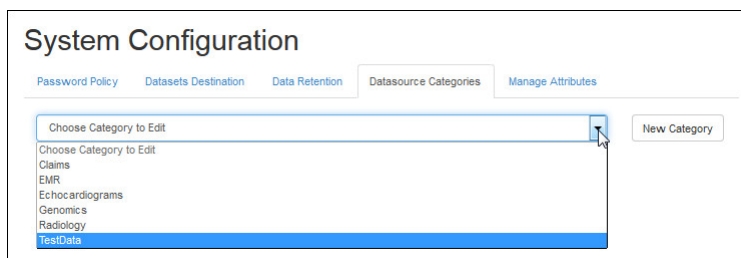 System Configuration
Password Policy Datasets Destination Data Retention Datasource Categories Manage Attributes
Choose Category to Edit New Category
Choose Category to Edit
Claims
EMR
Echocardiograms
Genomics
Radiology
TestData